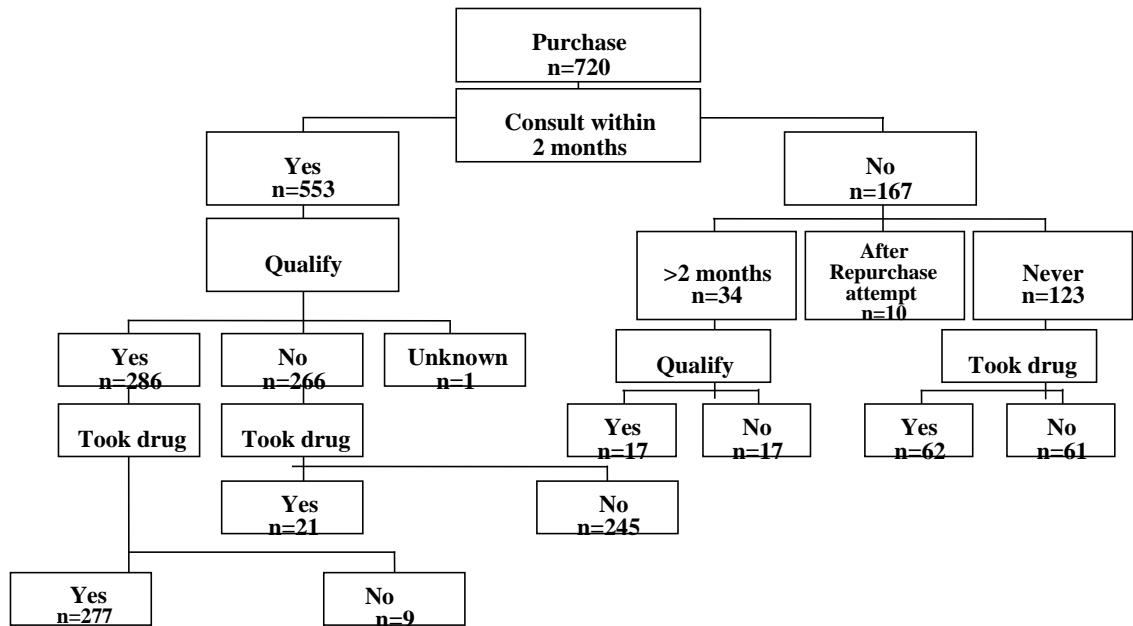 Purchase
n=720
Consult within
2 months
Yes
n=553
No
n=167
Qualify
>2 months
n=34
After
Repurchase
attempt
n=10
Never
n=123
Yes
n=286
No
n=266
Unknown
n=1
Qualify
Took drug
Took drug
Took drug
Yes
n=17
No
n=17
Yes
n=62
No
n=61
Yes
n=21
No
n=245
Yes
n=277
No
n=9